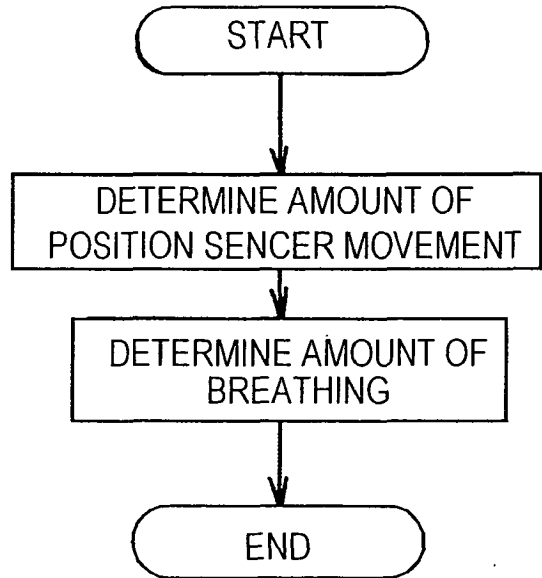 START
DETERMINE AMOUNT OF
POSITION SENCER MOVEMENT
DETERMINE AMOUNT OF
BREATHING
END